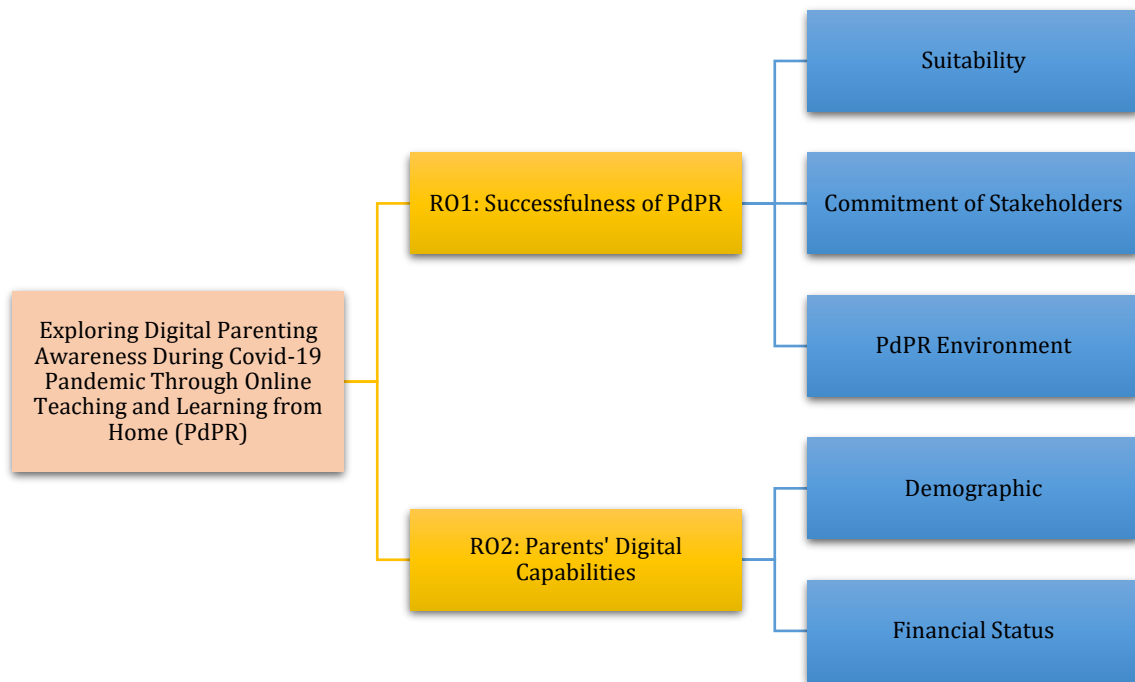 Exploring Digital Parenting
Awareness During Covid-19
Pandemic Through Online
Teaching and Learning from
Home (PdPR)
RO1: Successfulness of PdPR
Suitability
Commitment of Stakeholders
PdPR Environment
RO2: Parents' Digital
Capabilities
Demographic
Financial Status